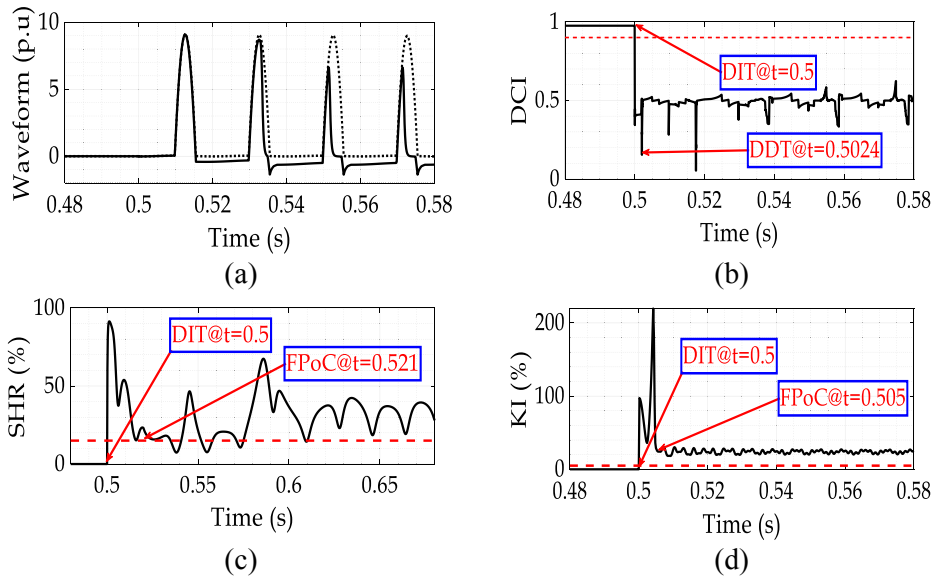 Waveform (p.u)
10
5
0
0.48 0.5 0.52 0.54 0.56 0.58
Time (s)
(a)
DCI
1
0.5
1
DIT@t=0.5
DDT@t=0.5024
0.48 0.5 0.52 0.54 0.56 0.58
Time (s)
(b)
SHR (%)
100
50
0
DIT@t=0.5
FPoC@t=0.521
0.5 0.55 0.6 0.65
Time (s)
(c)
KI (%)
200
100
0
DIT@t=0.5
FPoC@t=0.505
0.48 0.5 0.52 0.54 0.56 0.58
Time (s)
(d)